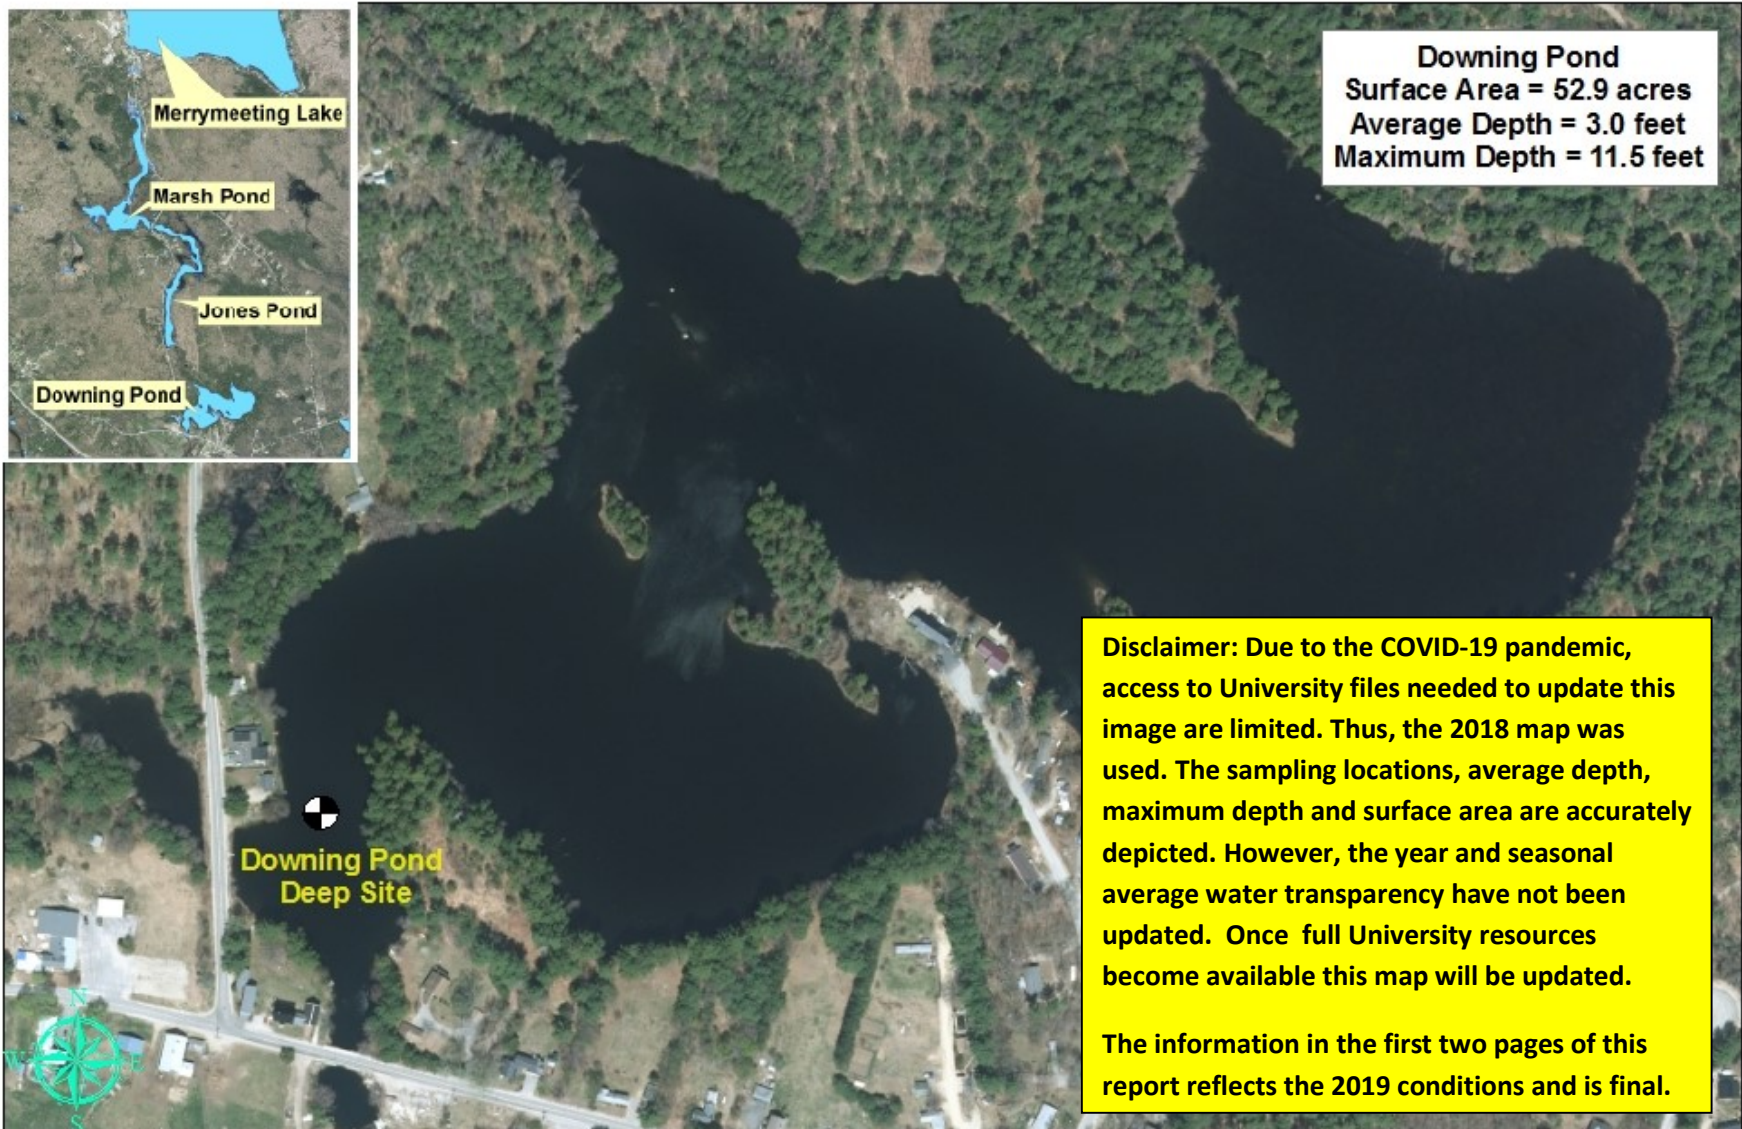 Merrymeeting Lake
Marsh Pond
Jones Pond
Downing Pond
Downing Pond
Surface Area = 52.9 acres
Average Depth = 3.0 feet
Maximum Depth = 11.5 feet
Downing Pond
Deep Site
N
W
E
S
Disclaimer: Due to the COVID-19 pandemic,
access to University files needed to update this
image are limited. Thus, the 2018 map was
used. The sampling locations, average depth,
maximum depth and surface area are accurately
depicted. However, the year and seasonal
average water transparency have not been
updated.  Once  full University resources
become available this map will be updated.
The information in the first two pages of this
report reflects the 2019 conditions and is final.